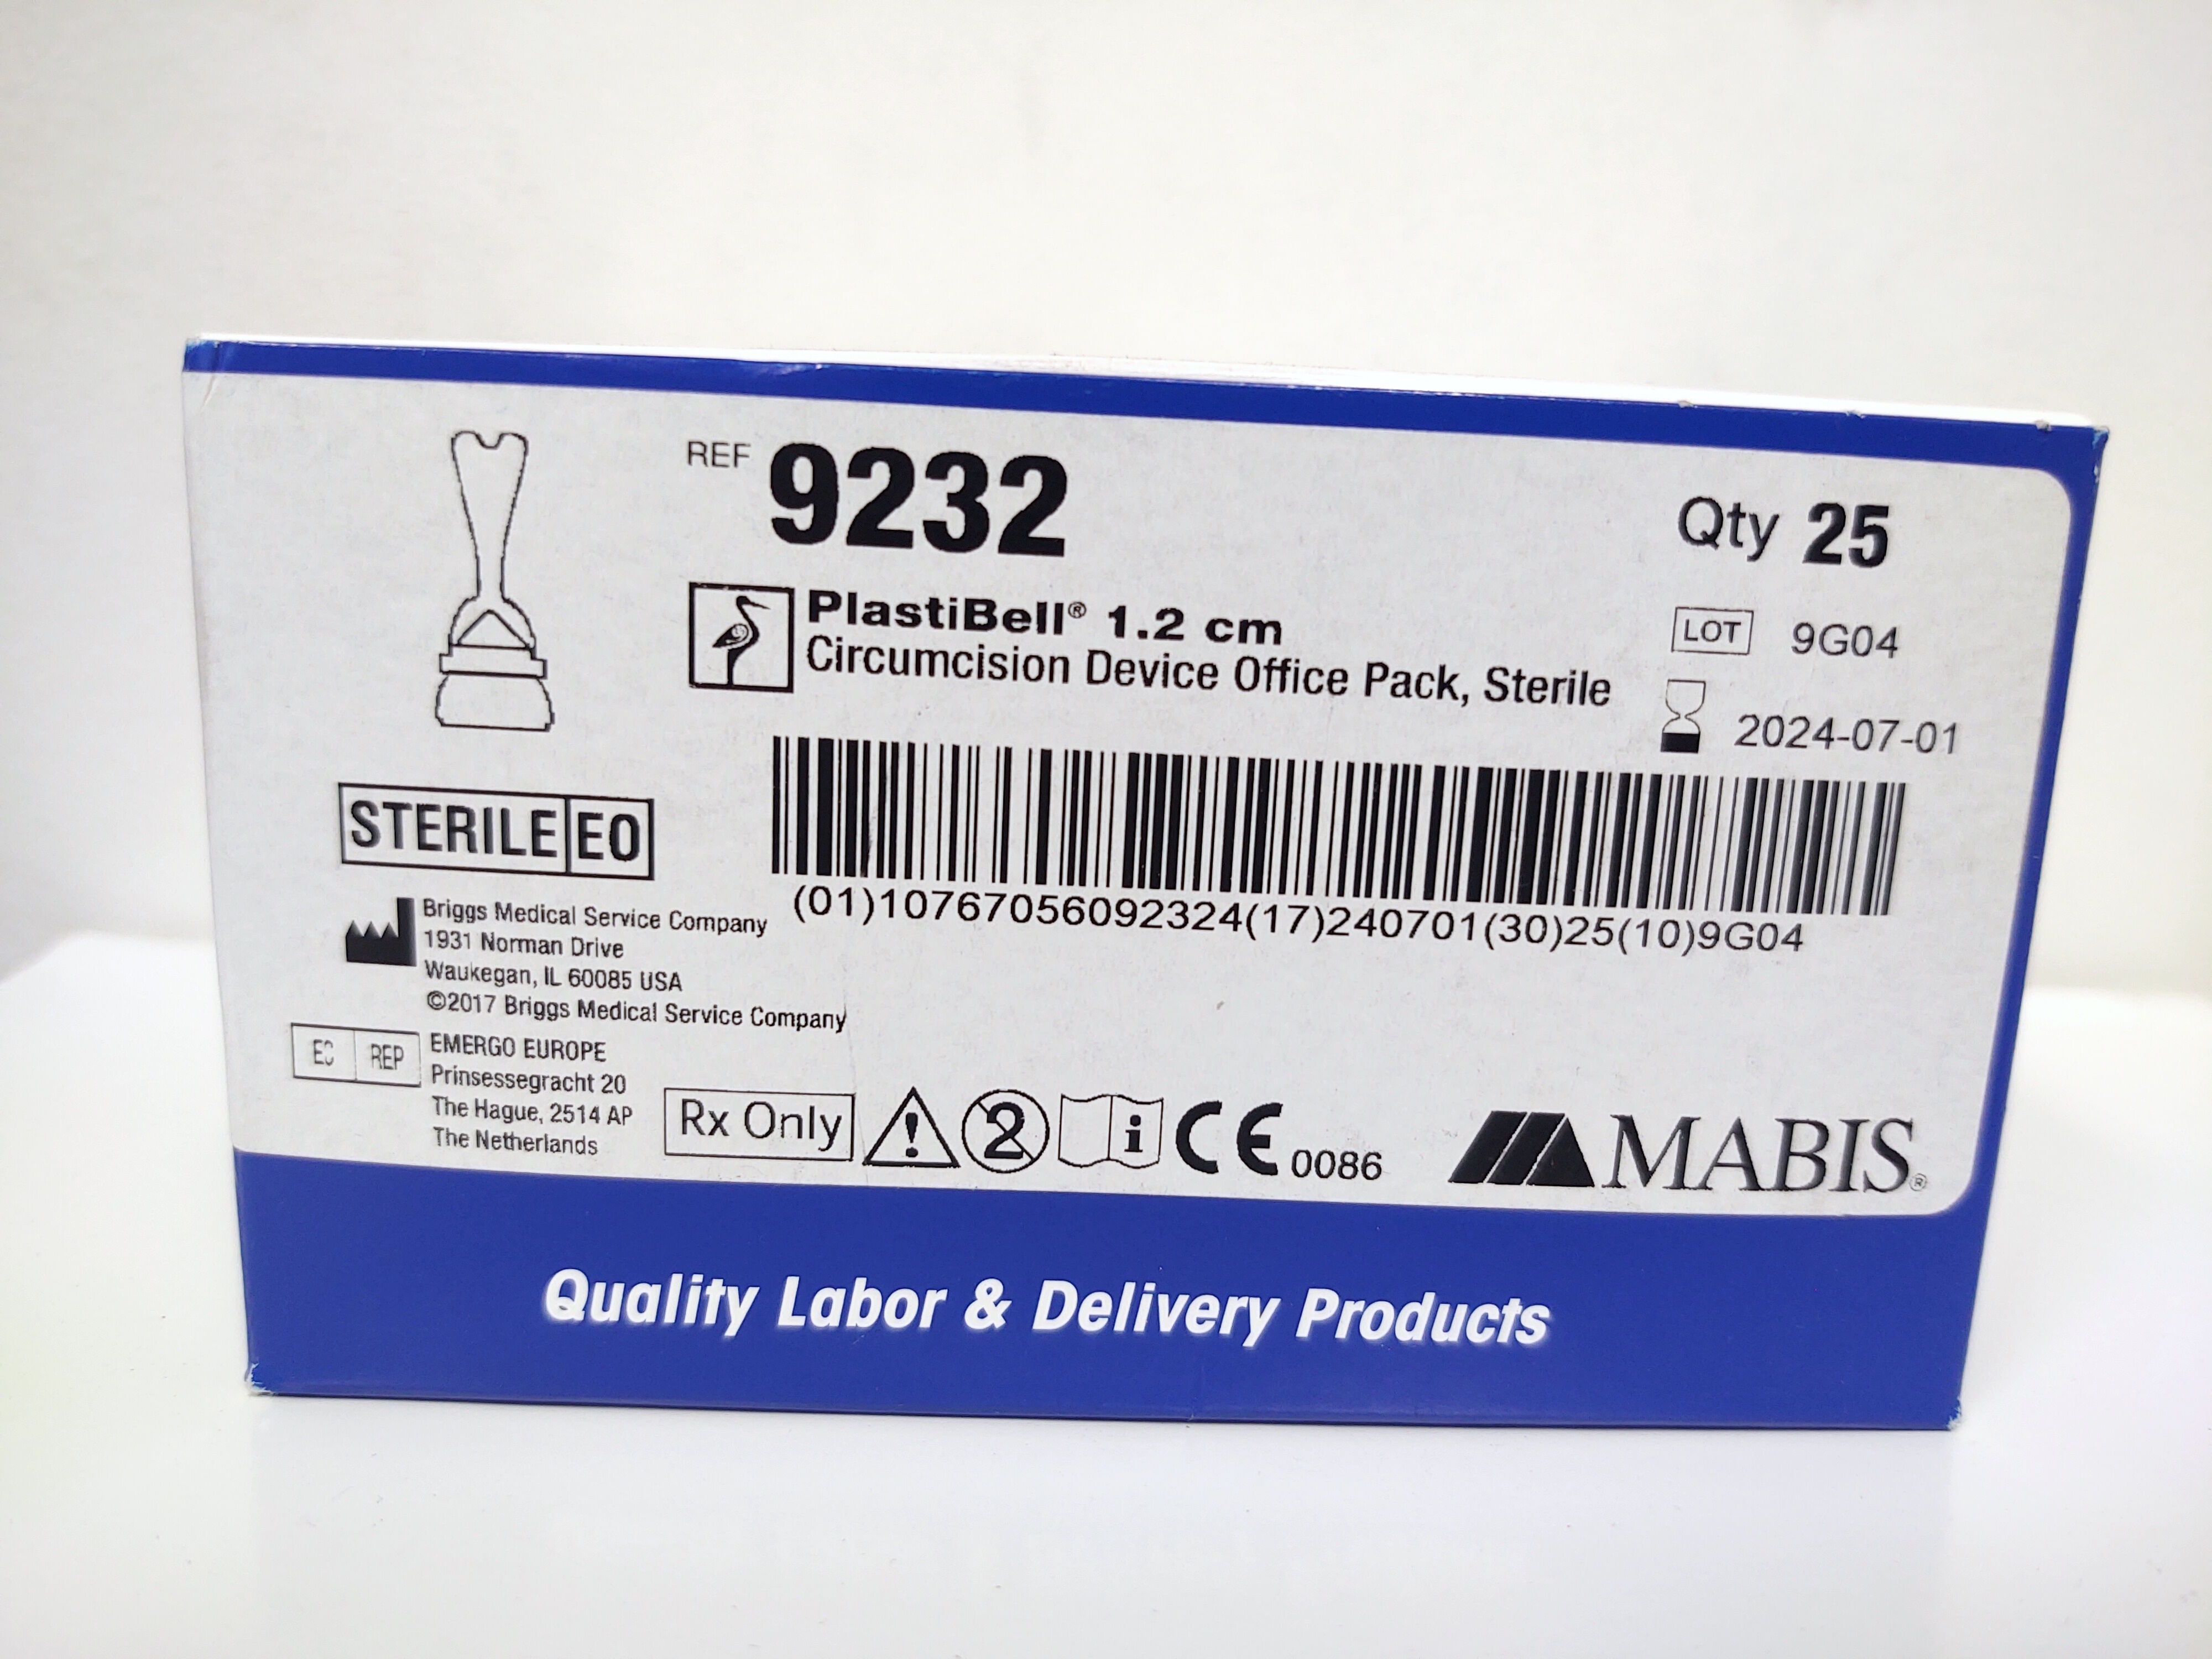 REF 9232
Qty 25
PlastiBell® 1.2 cm
Circumcision Device Office Pack, Sterile
LOT 9G04
2024-07-01
STERILE EO
(01)10767056092324(17)240701(30)25(10)9G04
Briggs Medical Service Company
1931 Norman Drive
Waukegan, IL 60085 USA
©2017 Briggs Medical Service Company
EC REP
EMERGO EUROPE
Prinsessegracht 20
The Hague, 2514 AP
The Netherlands
Rx Only
2
i
CE 0086
MABIS®
Quality Labor & Delivery Products